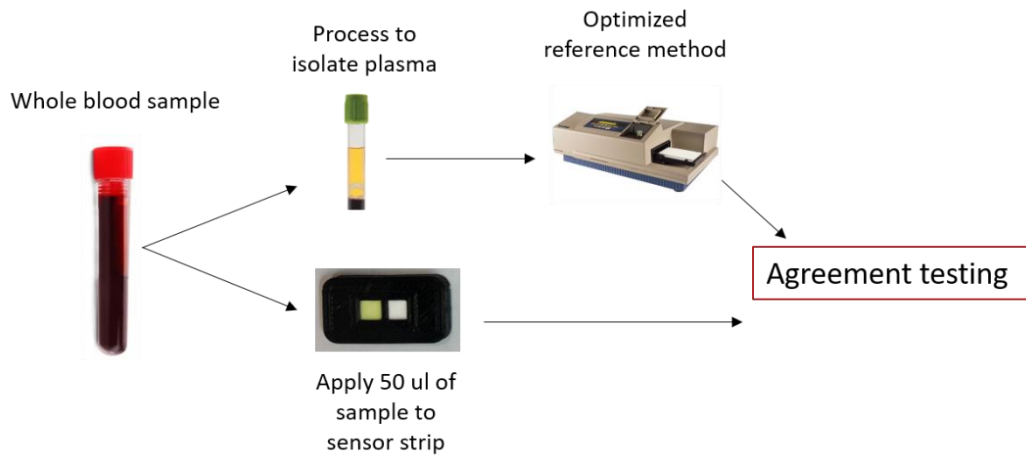 Whole blood sample
Process to
isolate plasma
Optimized
reference method
Apply 50 ul of
sample to
sensor strip
Agreement testing